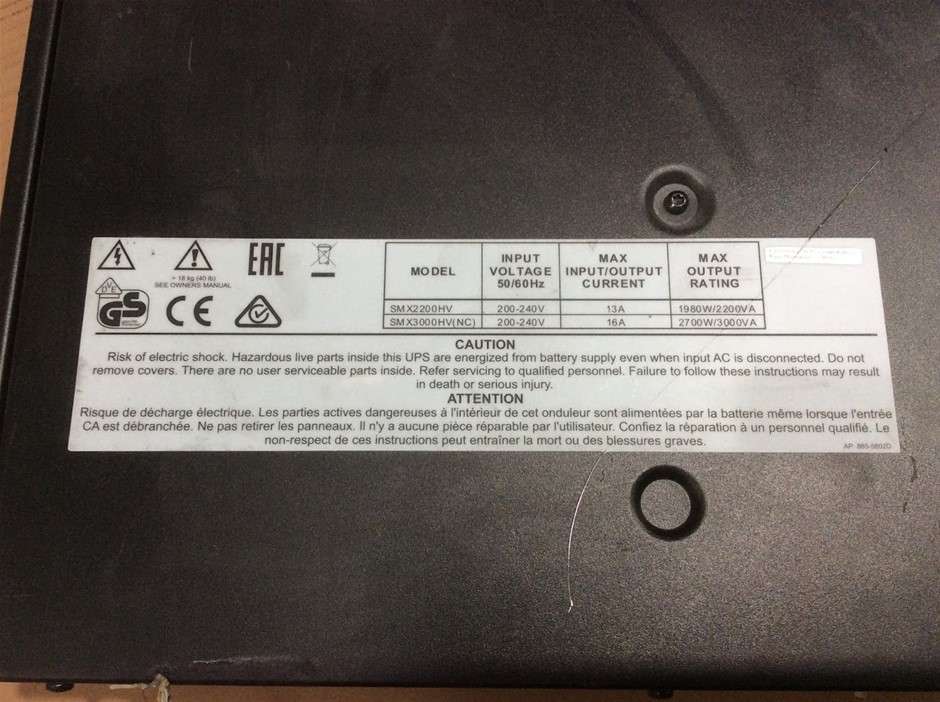 > 18 kg (40 lb)
SEE OWNERS MANUAL
EAC
DVE
GS
CE
MODEL INPUT VOLTAGE 50/60Hz MAX INPUT/OUTPUT CURRENT MAX OUTPUT RATING
SMX2200HV 200-240V 13A 1980W/2200VA
SMX3000HV(NC) 200-240V 16A 2700W/3000VA
CAUTION
Risk of electric shock. Hazardous live parts inside this UPS are energized from battery supply even when input AC is disconnected. Do not
remove covers. There are no user serviceable parts inside. Refer servicing to qualified personnel. Failure to follow these instructions may result
in death or serious injury.
ATTENTION
Risque de décharge électrique. Les parties actives dangereuses à l'intérieur de cet onduleur sont alimentées par la batterie même lorsque l'entrée
CA est débranchée. Ne pas retirer les panneaux. Il n'y a aucune pièce réparable par l'utilisateur. Confiez la réparation à un personnel qualifié. Le
non-respect de ces instructions peut entraîner la mort ou des blessures graves.
AP: 885-5802D